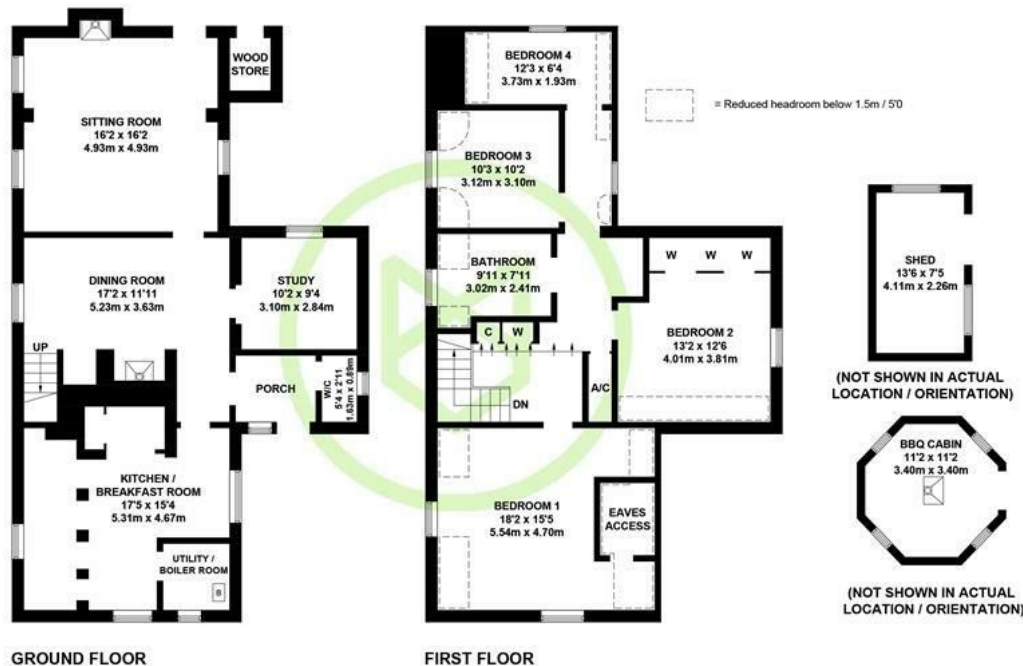 WOOD
STORE
SITTING ROOM
16'2 x 16'2
4.93m x 4.93m
DINING ROOM
17'2 x 11'11
5.23m x 3.63m
STUDY
10'2 x 9'4
3.10m x 2.84m
UP
PORCH
W/C
5'4 x 2'11
1.63m x 0.89m
KITCHEN /
BREAKFAST ROOM
17'5 x 15'4
5.31m x 4.67m
UTILITY /
BOILER ROOM
B
GROUND FLOOR
BEDROOM 4
12'3 x 6'4
3.73m x 1.93m
BEDROOM 3
10'3 x 10'2
3.12m x 3.10m
BATHROOM
9'11 x 7'11
3.02m x 2.41m
C
W
W
W
W
BEDROOM 2
13'2 x 12'6
4.01m x 3.81m
A/C
DN
BEDROOM 1
18'2 x 15'5
5.54m x 4.70m
EAVES
ACCESS
FIRST FLOOR
= Reduced headroom below 1.5m / 5'0
SHED
13'6 x 7'5
4.11m x 2.26m
(NOT SHOWN IN ACTUAL
LOCATION / ORIENTATION)
BBQ CABIN
11'2 x 11'2
3.40m x 3.40m
(NOT SHOWN IN ACTUAL
LOCATION / ORIENTATION)